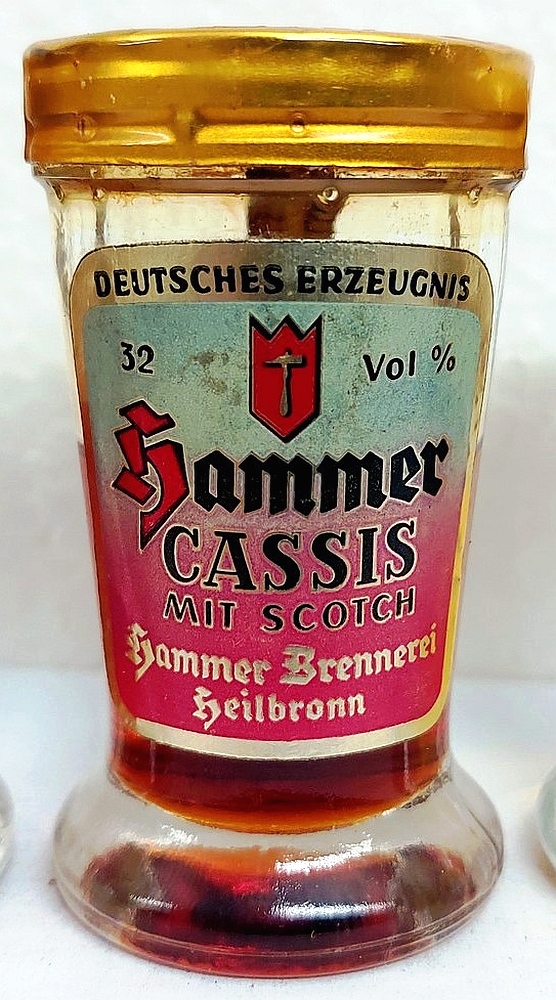 DEUTSCHES ERZEUGNIS
32 Vol %
Hammer
CASSIS
MIT SCOTCH
Hammer Brennerei
Heilbronn